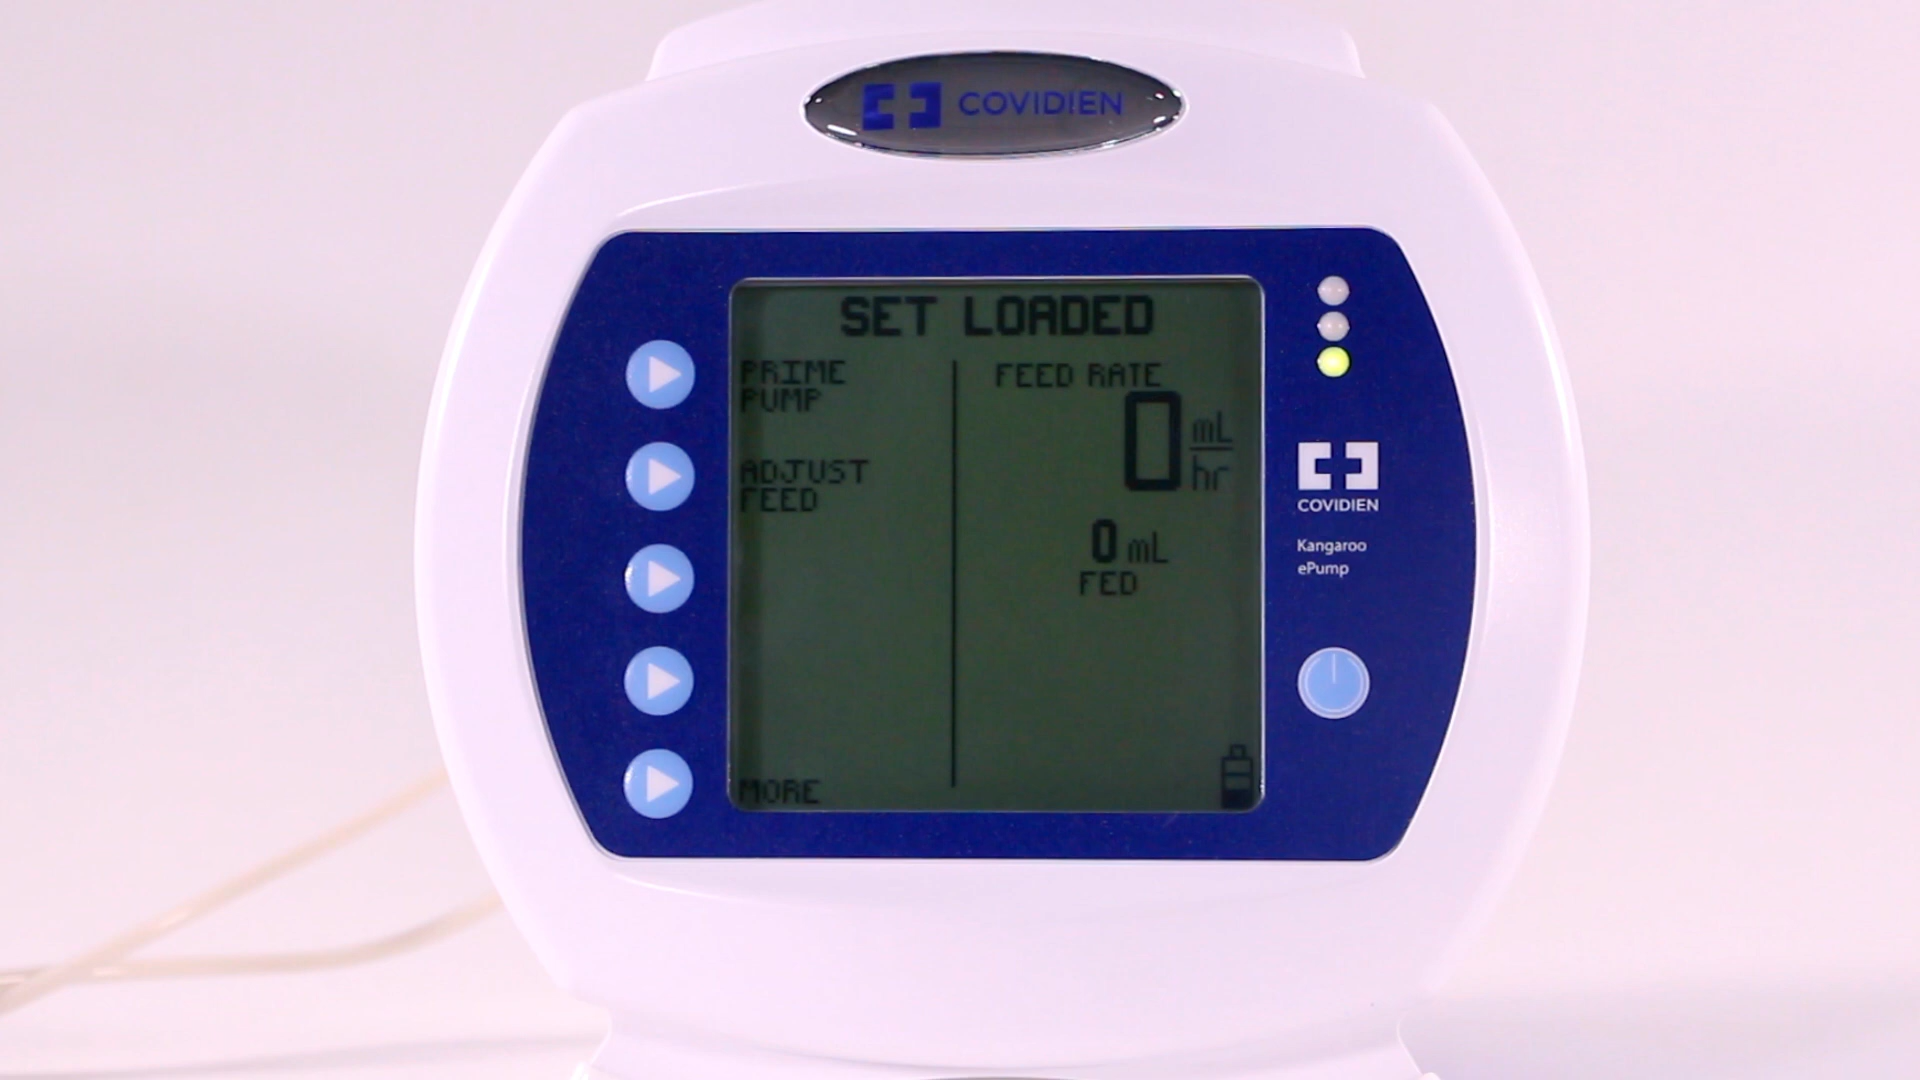 COVIDIEN
SET LOADED
PRIME
PUMP
ADJUST
FEED
MORE
FEED RATE
0 mL
hr
0 mL
FED
COVIDIEN
Kangaroo
ePump